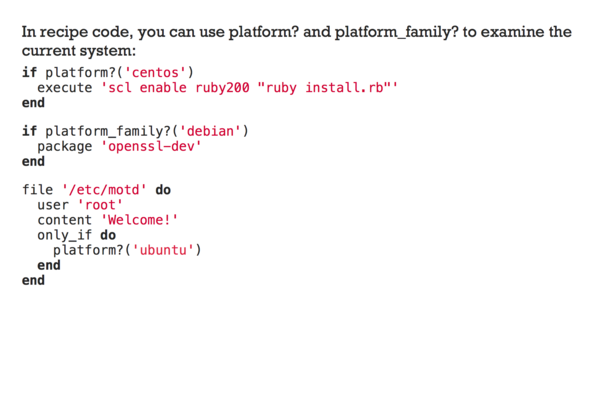 In recipe code, you can use platform? and platform_family? to examine the
current system:
if platform?('centos')
  execute 'scl enable ruby200 "ruby install.rb"'
end

if platform_family?('debian')
  package 'openssl-dev'
end

file '/etc/motd' do
  user 'root'
  content 'Welcome!'
  only_if do
    platform?('ubuntu')
  end
end